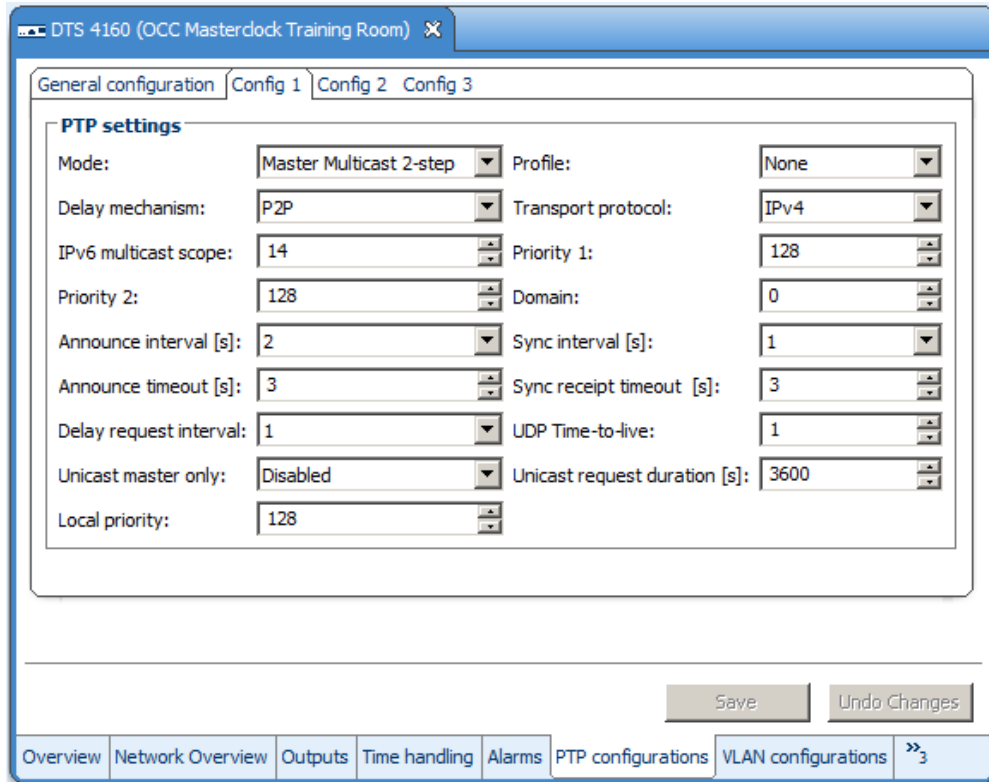 DTS 4160 (OCC Masterclock Training Room)
General configuration Config 1 Config 2 Config 3
PTP settings
Mode: Master Multicast 2-step Profile: None
Delay mechanism: P2P Transport protocol: IPv4
IPv6 multicast scope: 14 Priority 1: 128
Priority 2: 128 Domain: 0
Announce interval [s]: 2 Sync interval [s]: 1
Announce timeout [s]: 3 Sync receipt timeout [s]: 3
Delay request interval: 1 UDP Time-to-live: 1
Unicast master only: Disabled Unicast request duration [s]: 3600
Local priority: 128
Save Undo Changes
Overview Network Overview Outputs Time handling Alarms PTP configurations VLAN configurations »3